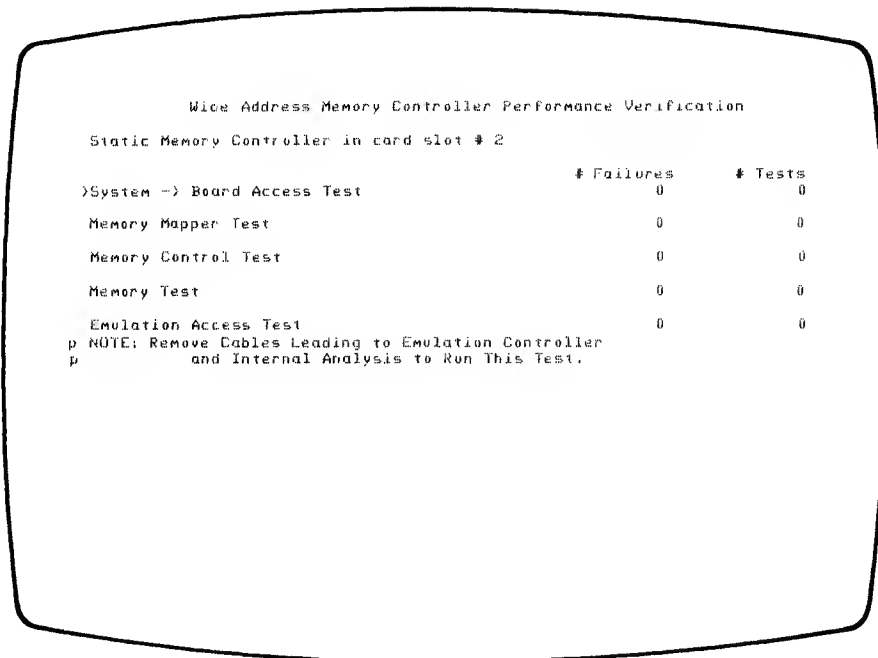 Wide Address Memory Controller Performance Verification
Static Memory Controller in card slot # 2
# Failures # Tests
>System -> Board Access Test 0 0
Memory Mapper Test 0 0
Memory Control Test 0 0
Memory Test 0 0
Emulation Access Test 0 0
p NOTE: Remove Cables Leading to Emulation Controller
p and Internal Analysis to Run This Test.